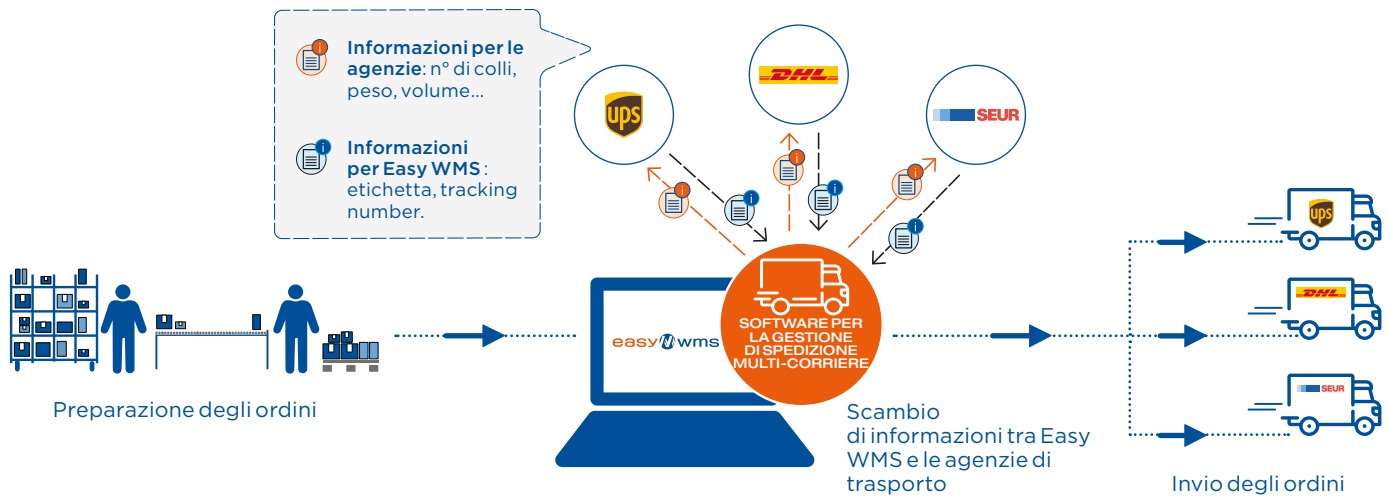 Informazioni per le
agenzie: n° di colli,
peso, volume...
Informazioni
per Easy WMS :
etichetta, tracking
number.
ups
DHL
SEUR
Preparazione degli ordini
easy wms
SOFTWARE PER
LA GESTIONE
DI SPEDIZIONE
MULTI-CORRIERE
Scambio
di informazioni tra Easy
WMS e le agenzie di
trasporto
ups
DHL
SEUR
Invio degli ordini